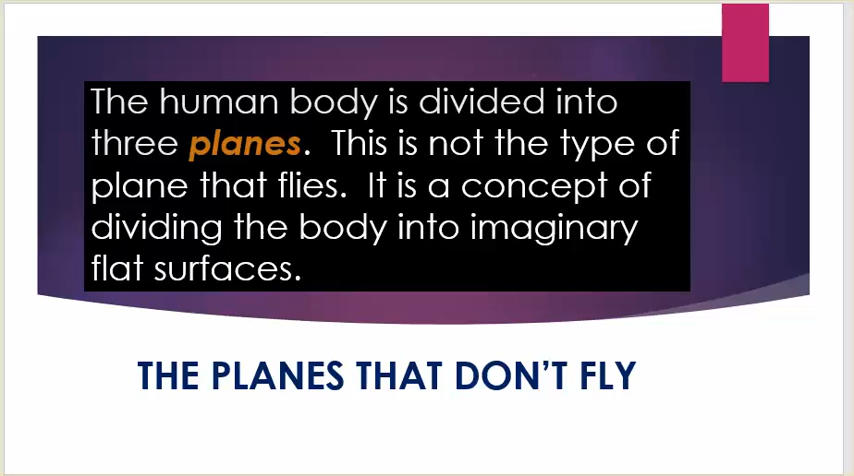 The human body is divided into
three planes.  This is not the type of
plane that flies.  It is a concept of
dividing the body into imaginary
flat surfaces.
THE PLANES THAT DON'T FLY